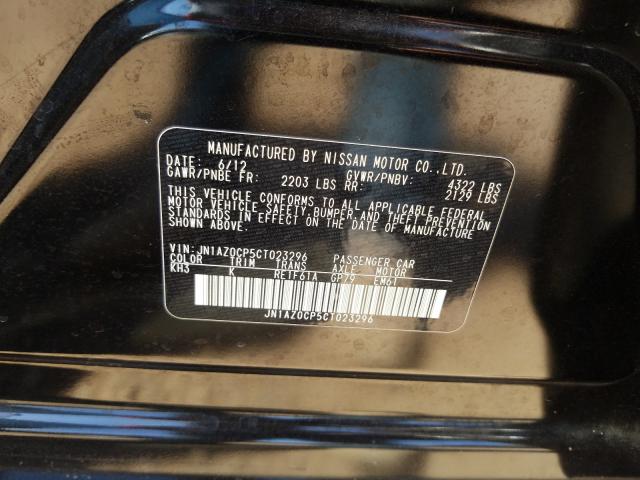 MANUFACTURED BY NISSAN MOTOR CO.,LTD.
DATE: 6/12 GVWR/PNBV: 4322 LBS
GAWR/PNBE FR: 2203 LBS RR: 2129 LBS
THIS VEHICLE CONFORMS TO ALL APPLICABLE FEDERAL
MOTOR VEHICLE SAFETY, BUMPER, AND THEFT PREVENTION
STANDARDS IN EFFECT ON THE DATE OF MANUFACTURE
SHOWN ABOVE.
VIN: JN1AZ0CP5CT023296 PASSENGER CAR
COLOR TRIM TRANS AXLE MOTOR
KH3 K RE1F61A GP79 EM61
JN1AZ0CP5CT023296